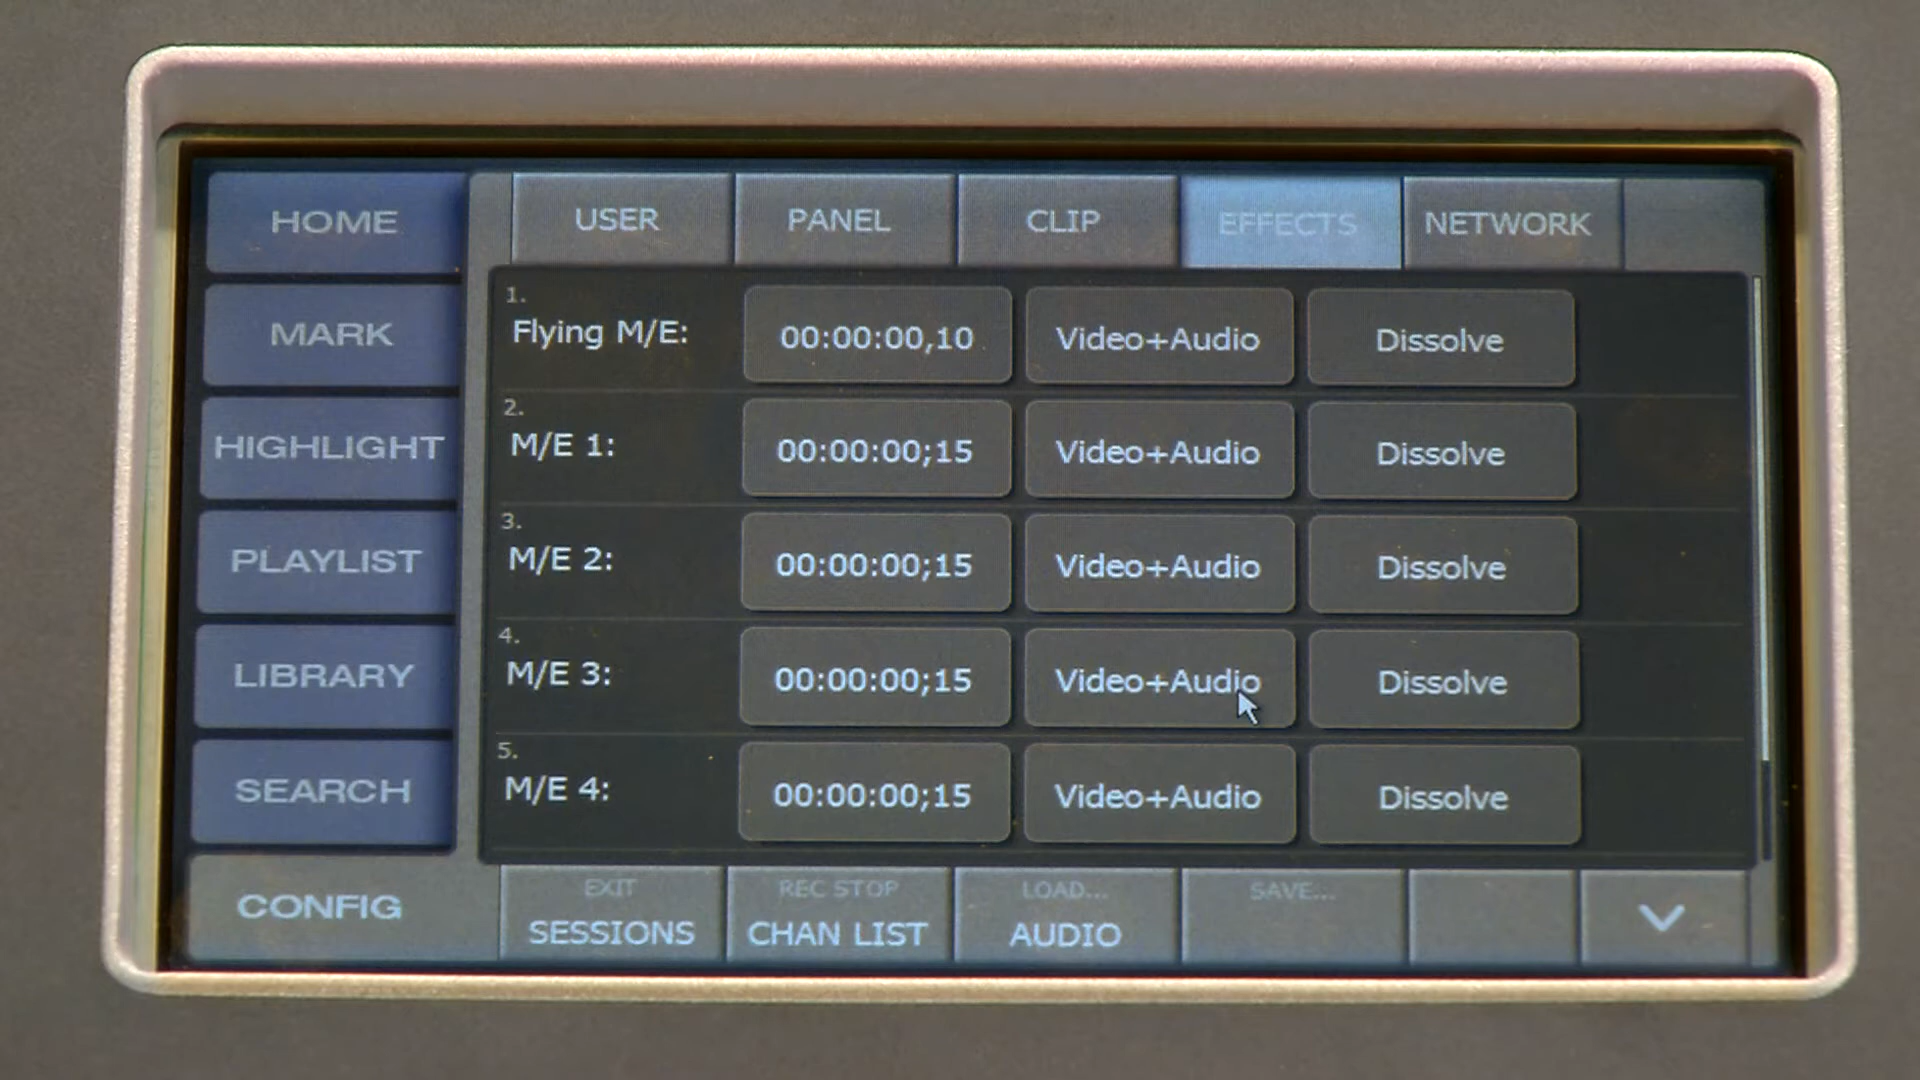 HOME
USER
PANEL
CLIP
EFFECTS
NETWORK
MARK
HIGHLIGHT
PLAYLIST
LIBRARY
SEARCH
CONFIG
1.
Flying M/E: 00:00:00,10 Video+Audio Dissolve
2.
M/E 1: 00:00:00;15 Video+Audio Dissolve
3.
M/E 2: 00:00:00;15 Video+Audio Dissolve
4.
M/E 3: 00:00:00;15 Video+Audio Dissolve
5.
M/E 4: 00:00:00;15 Video+Audio Dissolve
EXIT
SESSIONS
REC STOP
CHAN LIST
LOAD...
AUDIO
SAVE...